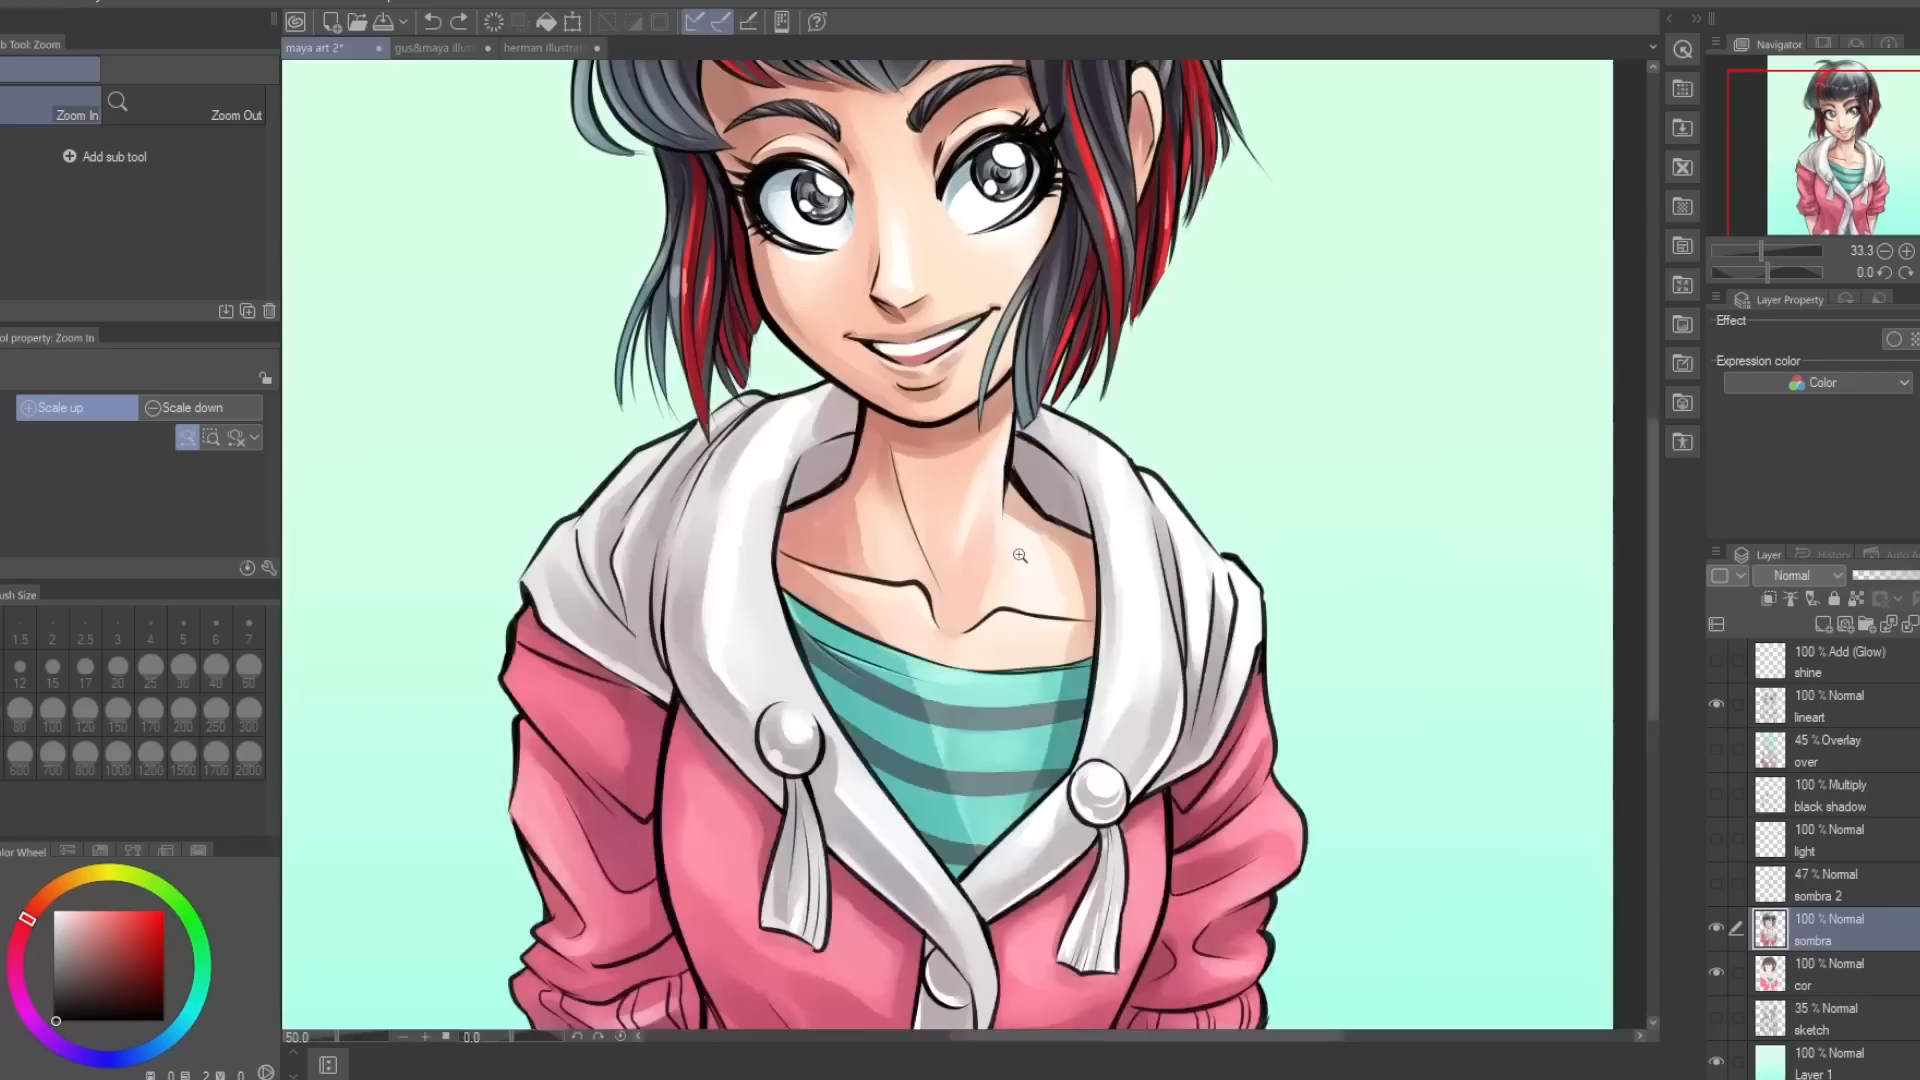 b Tool: Zoom
Zoom In
Zoom Out
Add sub tool
ol property: Zoom In
Scale up
Scale down
ush Size
1.5 2 2.5 3 4 5 6 7
12 15 17 20 25 30 40 50
80 100 120 150 170 200 250 300
600 700 800 1000 1200 1500 1700 2000
olor Wheel
0 2 0
maya art 2*
gus&maya illus
herman illustra
50.0
0.0
Navigator
33.3
0.0
Layer Property
Effect
Expression color
Color
Layer
History
Auto A
Normal
100 % Add (Glow)
shine
100 % Normal
lineart
45 % Overlay
over
100 % Multiply
black shadow
100 % Normal
light
47 % Normal
sombra 2
100 % Normal
sombra
100 % Normal
cor
35 % Normal
sketch
100 % Normal
Layer 1